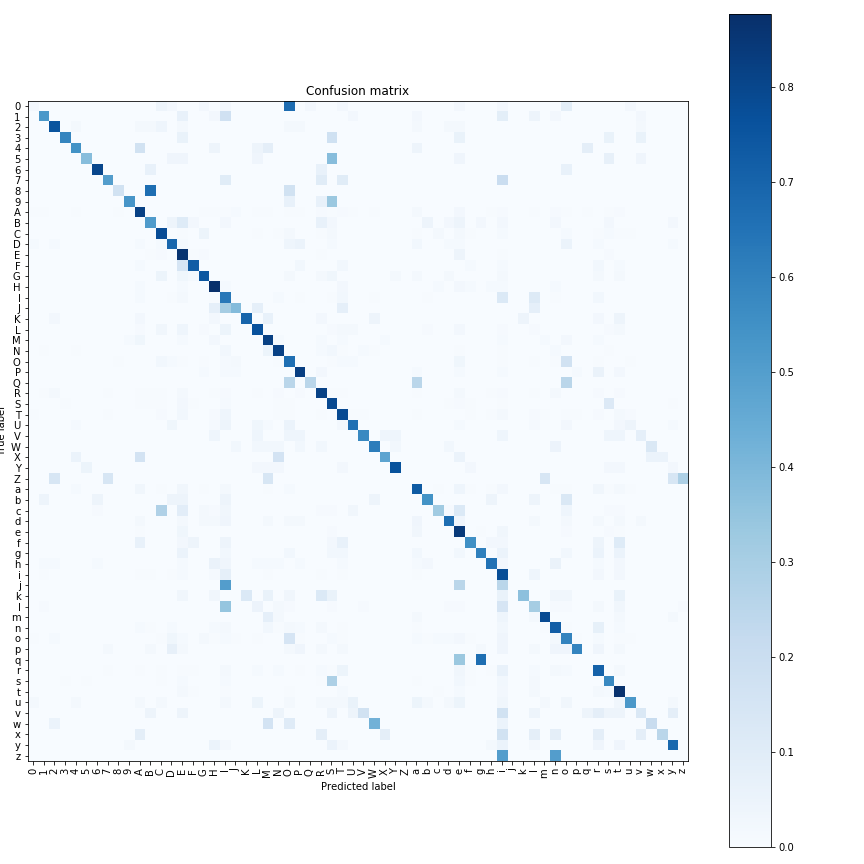 Confusion matrix
0
1
2
3
4
5
6
7
8
9
A
B
C
D
E
F
G
H
I
J
K
L
M
N
O
P
Q
R
S
T
U
V
W
X
Y
Z
a
b
c
d
e
f
g
h
i
j
k
l
m
n
o
p
q
r
s
t
u
v
w
x
y
z
True label
0 1 2 3 4 5 6 7 8 9 A B C D E F G H I J K L M N O P Q R S T U V W X Y Z a b c d e f g h i j k l m n o p q r s t u v w x y z
Predicted label
0.8
0.7
0.6
0.5
0.4
0.3
0.2
0.1
0.0